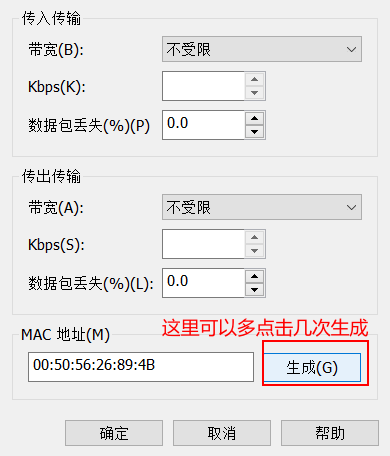 传入传输
带宽(B): 不受限
Kbps(K):
数据包丢失(%)(P) 0.0
传出传输
带宽(A): 不受限
Kbps(S):
数据包丢失(%)(L): 0.0
这里可以多点击几次生成
MAC 地址(M)
00:50:56:26:89:4B 生成(G)
确定 取消 帮助